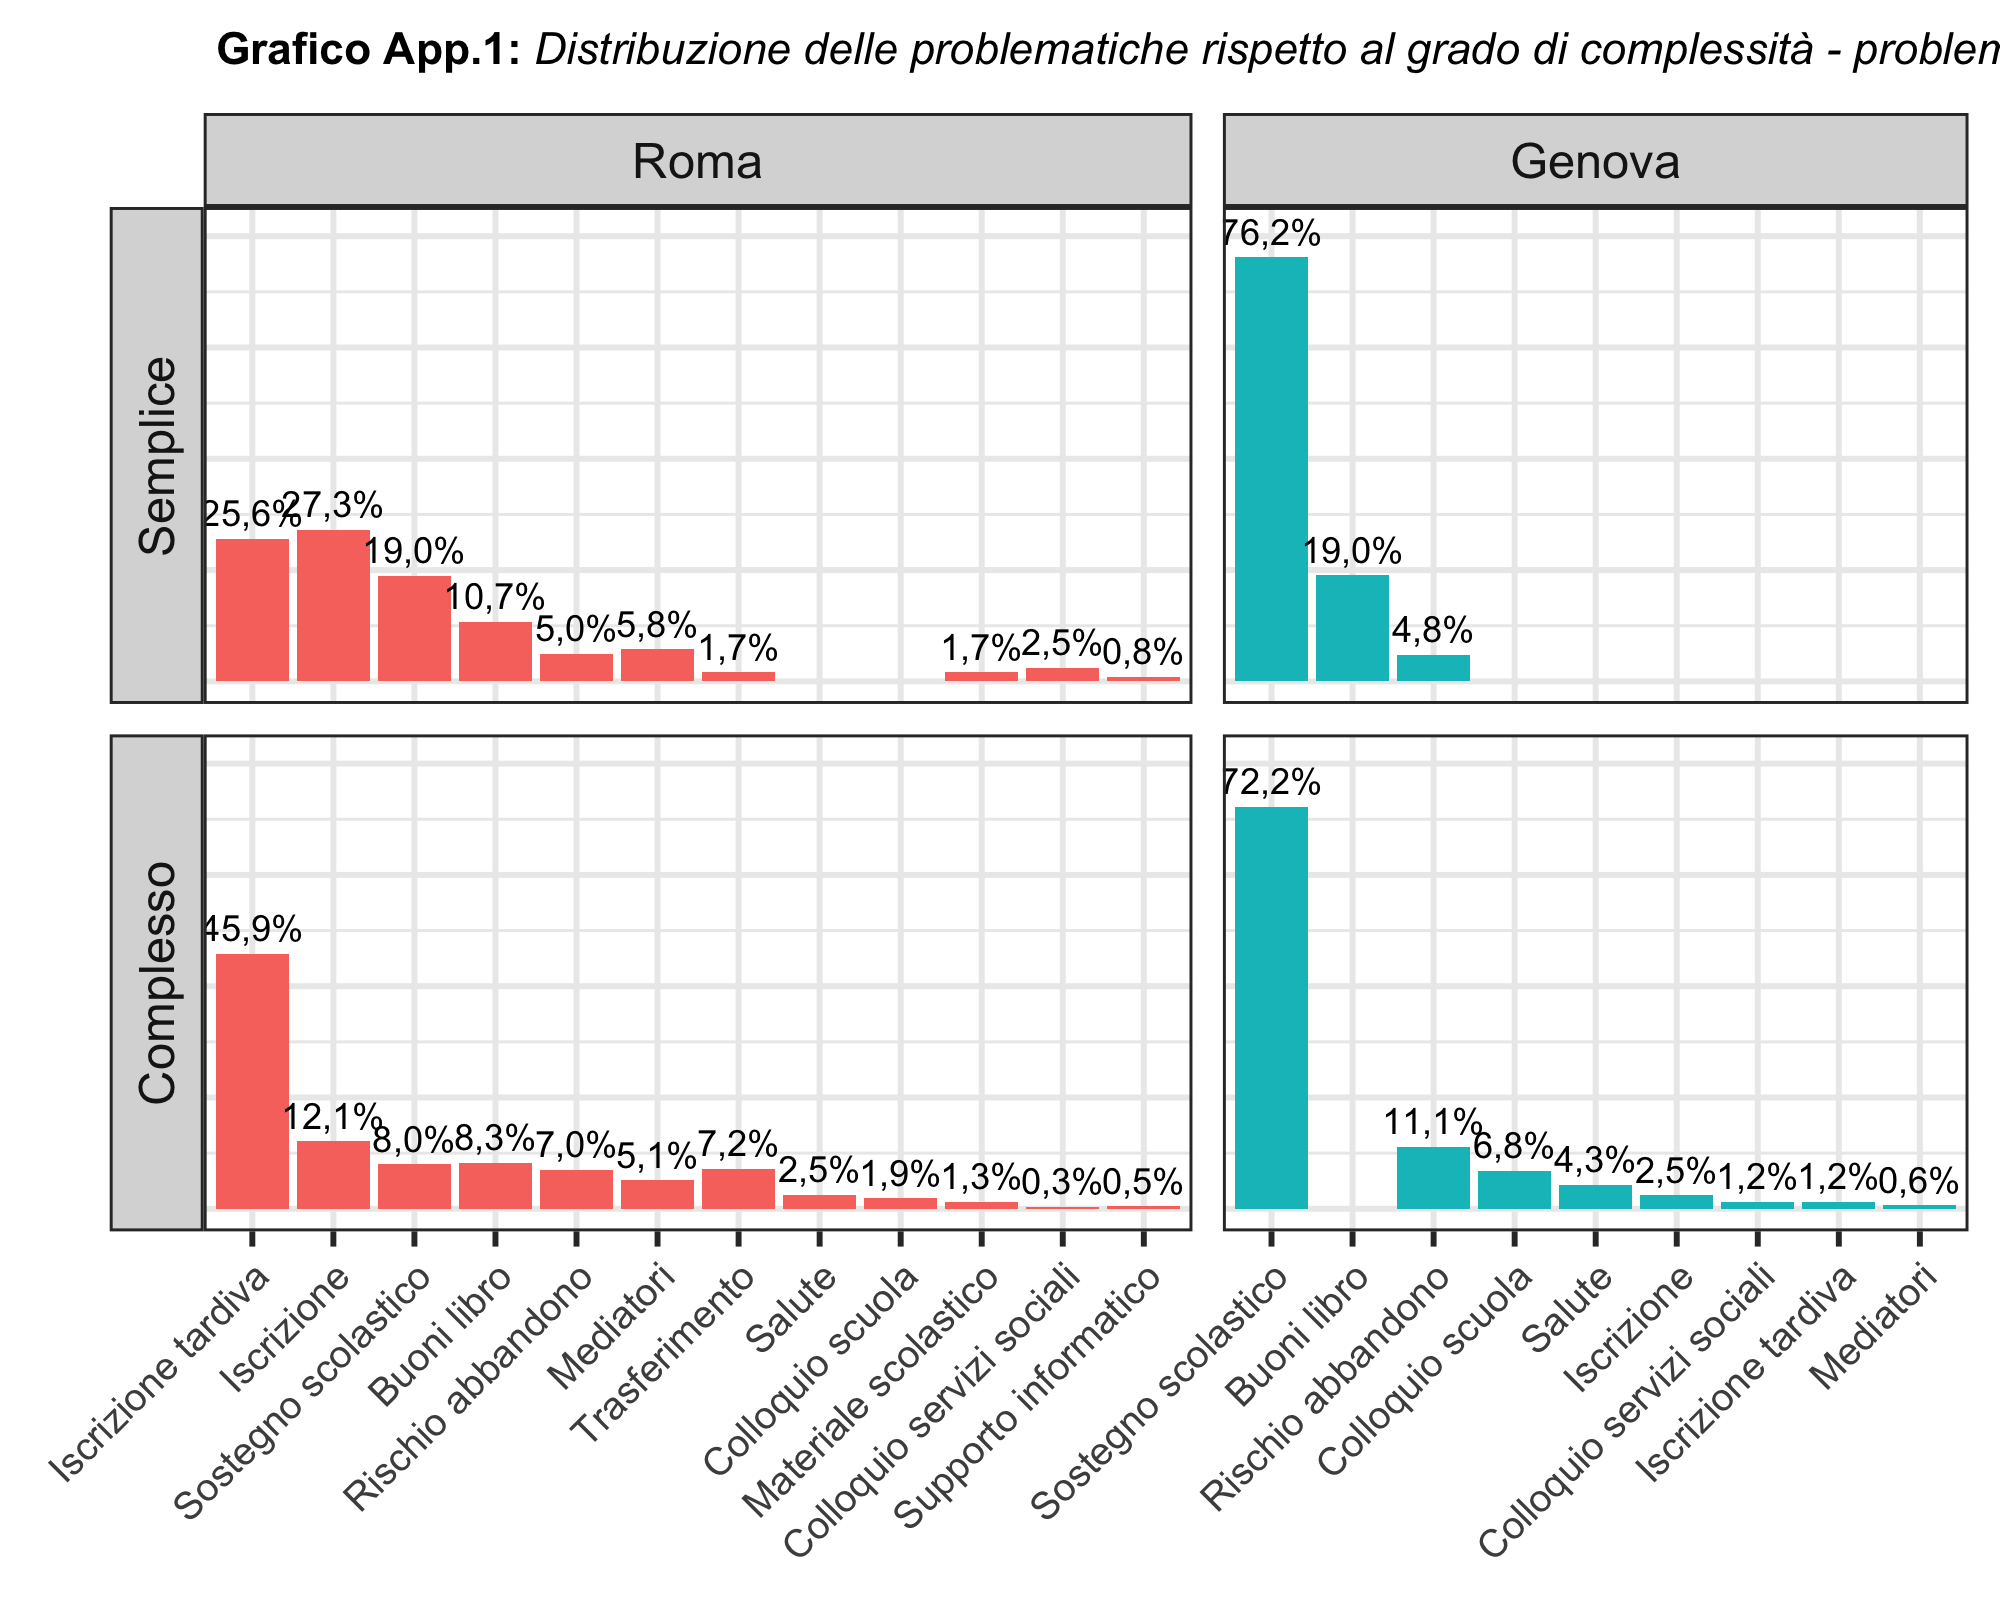 Grafico App.1: Distribuzione delle problematiche rispetto al grado di complessità -
Roma
Genova
Semplice
25,6% 27,3% 19,0% 10,7% 5,0% 5,8% 1,7% 1,7% 2,5% 0,8%
76,2% 19,0% 4,8%
Complesso
45,9% 12,1% 8,0% 8,3% 7,0% 5,1% 7,2% 2,5% 1,9% 1,3% 0,3% 0,5%
72,2% 11,1% 6,8% 4,3% 2,5% 1,2% 1,2% 0,6%
Iscrizione tardiva
Iscrizione
Sostegno scolastico
Buoni libro
Rischio abbandono
Mediatori
Trasferimento
Salute
Colloquio scuola
Materiale scolastico
Colloquio servizi sociali
Supporto informatico
Sostegno scolastico
Buoni libro
Rischio abbandono
Colloquio scuola
Salute
Iscrizione
Colloquio servizi sociali
Iscrizione tardiva
Mediatori